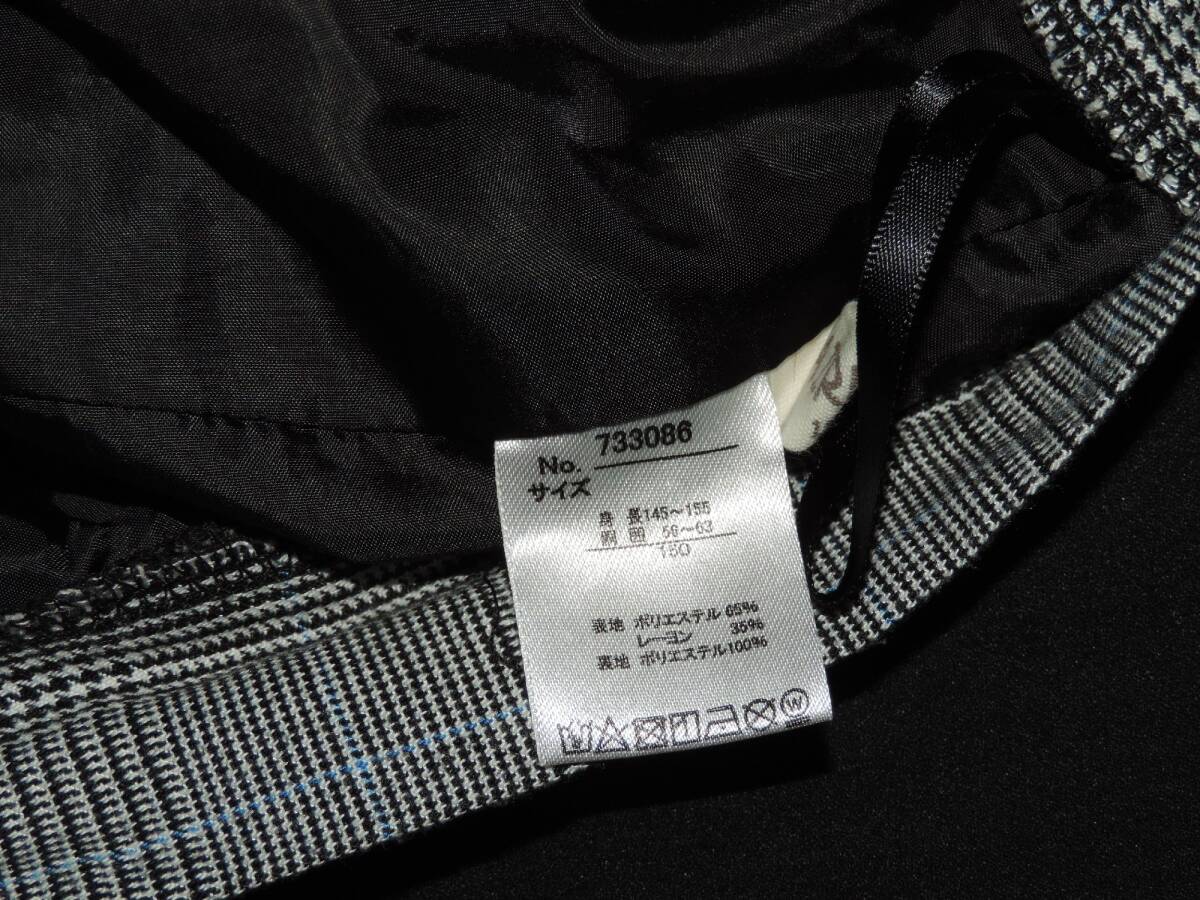 No. 733086
サイズ
身 長145～155
胴 囲 56～63
150
表地 ポリエステル 65%
レーヨン 35%
裏地 ポリエステル100%
W